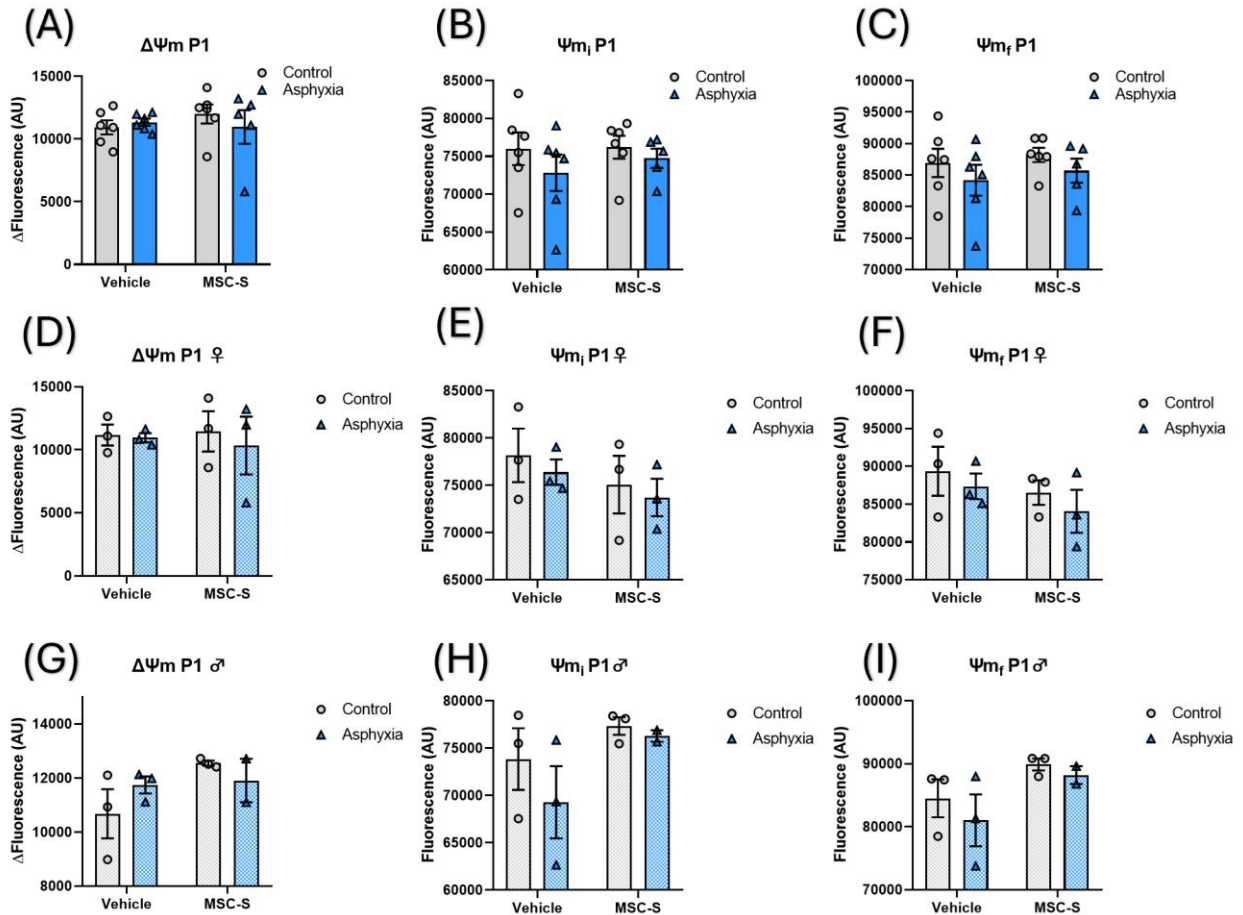 (A)
ΔΨm P1
ΔFluorescence (AU)
15000
10000
5000
0
Vehicle
MSC-S
Control
Asphyxia
(B)
Ψmi P1
Fluorescence (AU)
85000
80000
75000
70000
65000
60000
Vehicle
MSC-S
(C)
Ψmf P1
Fluorescence (AU)
100000
95000
90000
85000
80000
75000
70000
Vehicle
MSC-S
(D)
ΔΨm P1 ♀
ΔFluorescence (AU)
15000
10000
5000
0
Vehicle
MSC-S
Control
Asphyxia
(E)
Ψmi P1♀
Fluorescence (AU)
85000
80000
75000
70000
65000
Vehicle
MSC-S
Control
Asphyxia
(F)
Ψmf P1♀
Fluorescence (AU)
100000
95000
90000
85000
80000
75000
Vehicle
MSC-S
Control
Asphyxia
(G)
ΔΨm P1 ♂
ΔFluorescence (AU)
14000
12000
10000
8000
Vehicle
MSC-S
Control
Asphyxia
(H)
Ψmi P1♂
Fluorescence (AU)
80000
75000
70000
65000
60000
Vehicle
MSC-S
Control
Asphyxia
(I)
Ψmf P1♂
Fluorescence (AU)
100000
90000
80000
70000
Vehicle
MSC-S
Control
Asphyxia